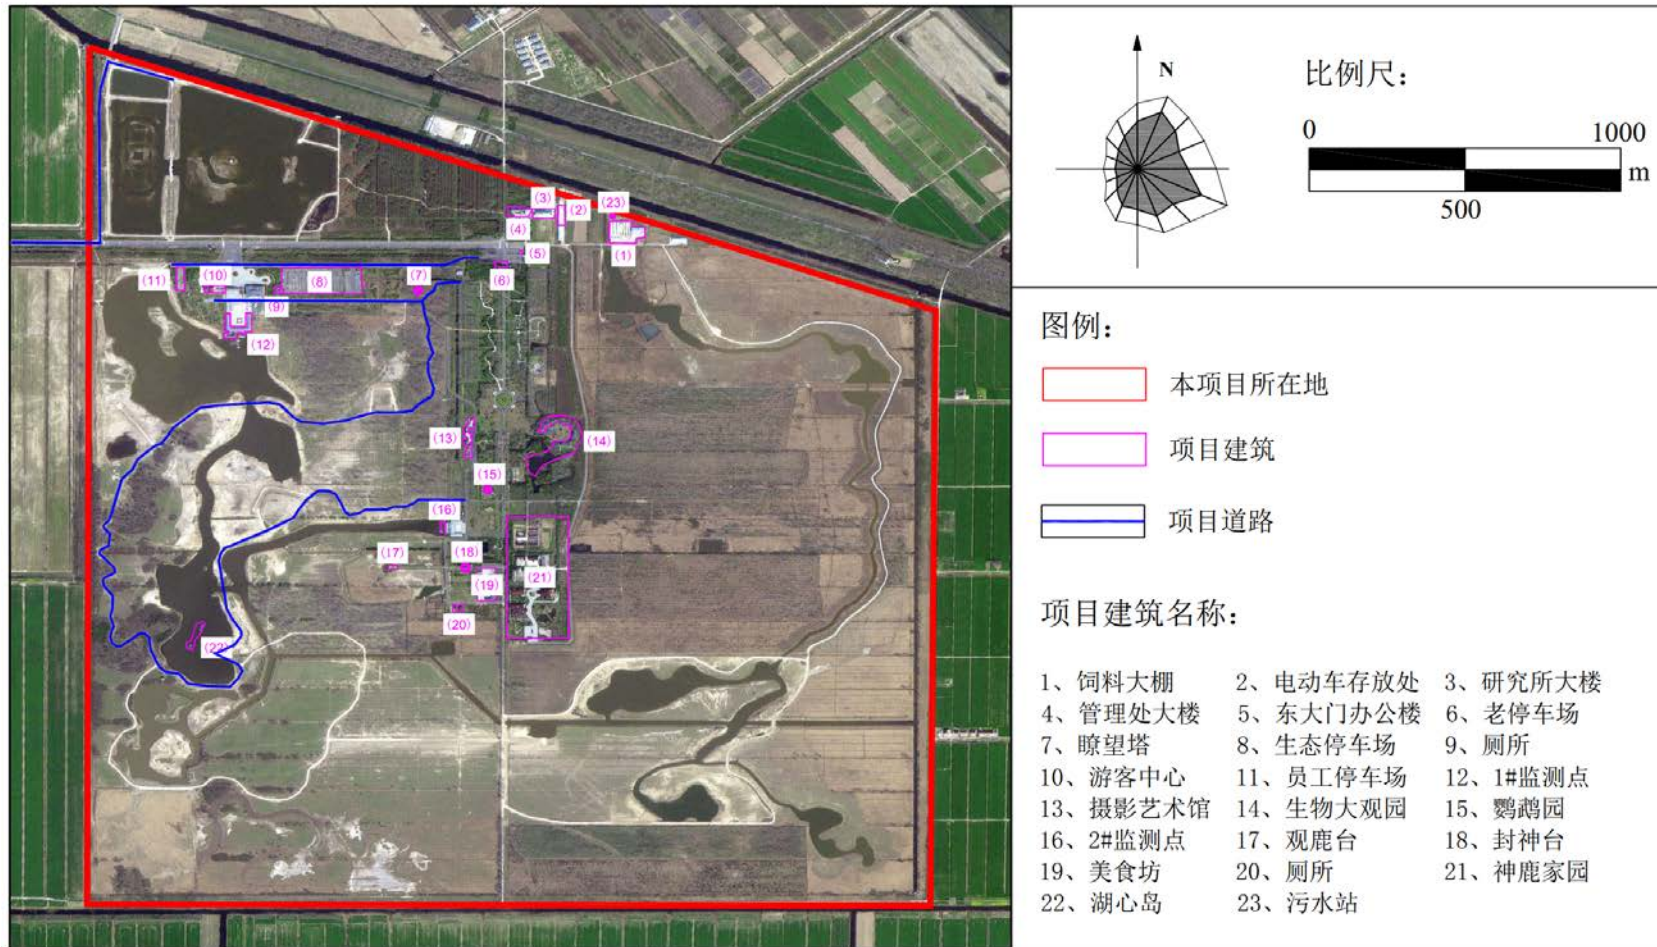 N
比例尺：
0
1000
m
500
(3)
(2)
(23)
(4)
(5)
(1)
(6)
(11)
(10)
(8)
(7)
(9)
(12)
(13)
(14)
(15)
(16)
(17)
(18)
(19)
(21)
(20)
(22)
图例：
本项目所在地
项目建筑
项目道路
项目建筑名称：
1、饲料大棚 2、电动车存放处 3、研究所大楼
4、管理处大楼 5、东大门办公楼 6、老停车场
7、瞭望塔 8、生态停车场 9、厕所
10、游客中心 11、员工停车场 12、1#监测点
13、摄影艺术馆 14、生物大观园 15、鹦鹉园
16、2#监测点 17、观鹿台 18、封神台
19、美食坊 20、厕所 21、神鹿家园
22、湖心岛 23、污水站